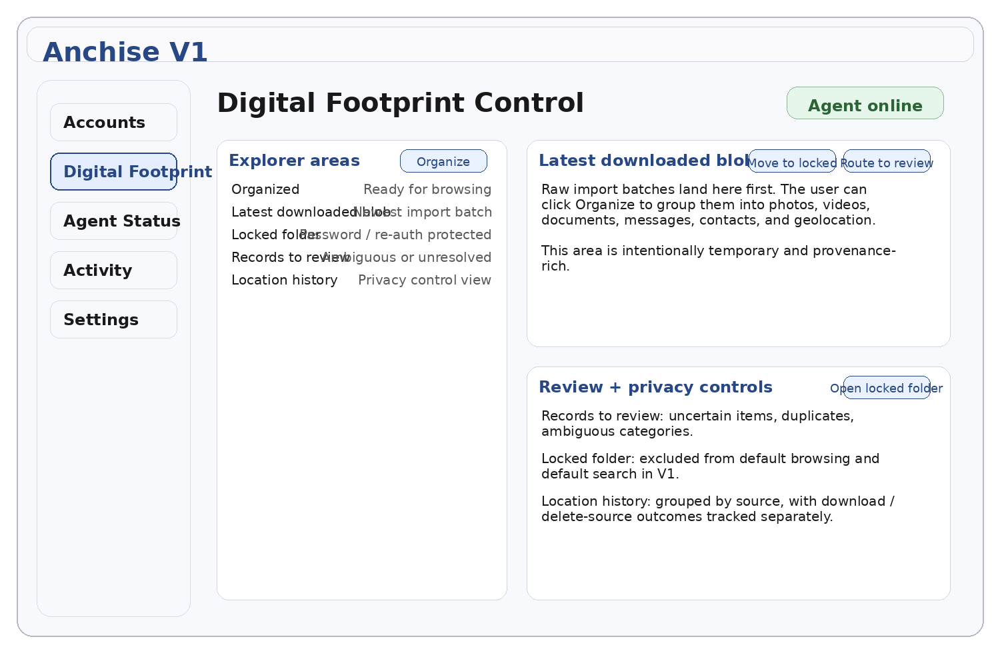 Anchise V1
Accounts
Digital Footprint
Agent Status
Activity
Settings
Digital Footprint Control
Agent online
Explorer areas
Organize
Organized
Ready for browsing
Latest downloaded blob
Newest import batch
Locked folder
Password / re-auth protected
Records to review
Ambiguous or unresolved
Location history
Privacy control view
Latest downloaded blob
Move to locked
Route to review
Raw import batches land here first. The user can
click Organize to group them into photos, videos,
documents, messages, contacts, and geolocation.
This area is intentionally temporary and provenance-
rich.
Review + privacy controls
Open locked folder
Records to review: uncertain items, duplicates,
ambiguous categories.
Locked folder: excluded from default browsing and
default search in V1.
Location history: grouped by source, with download /
delete-source outcomes tracked separately.